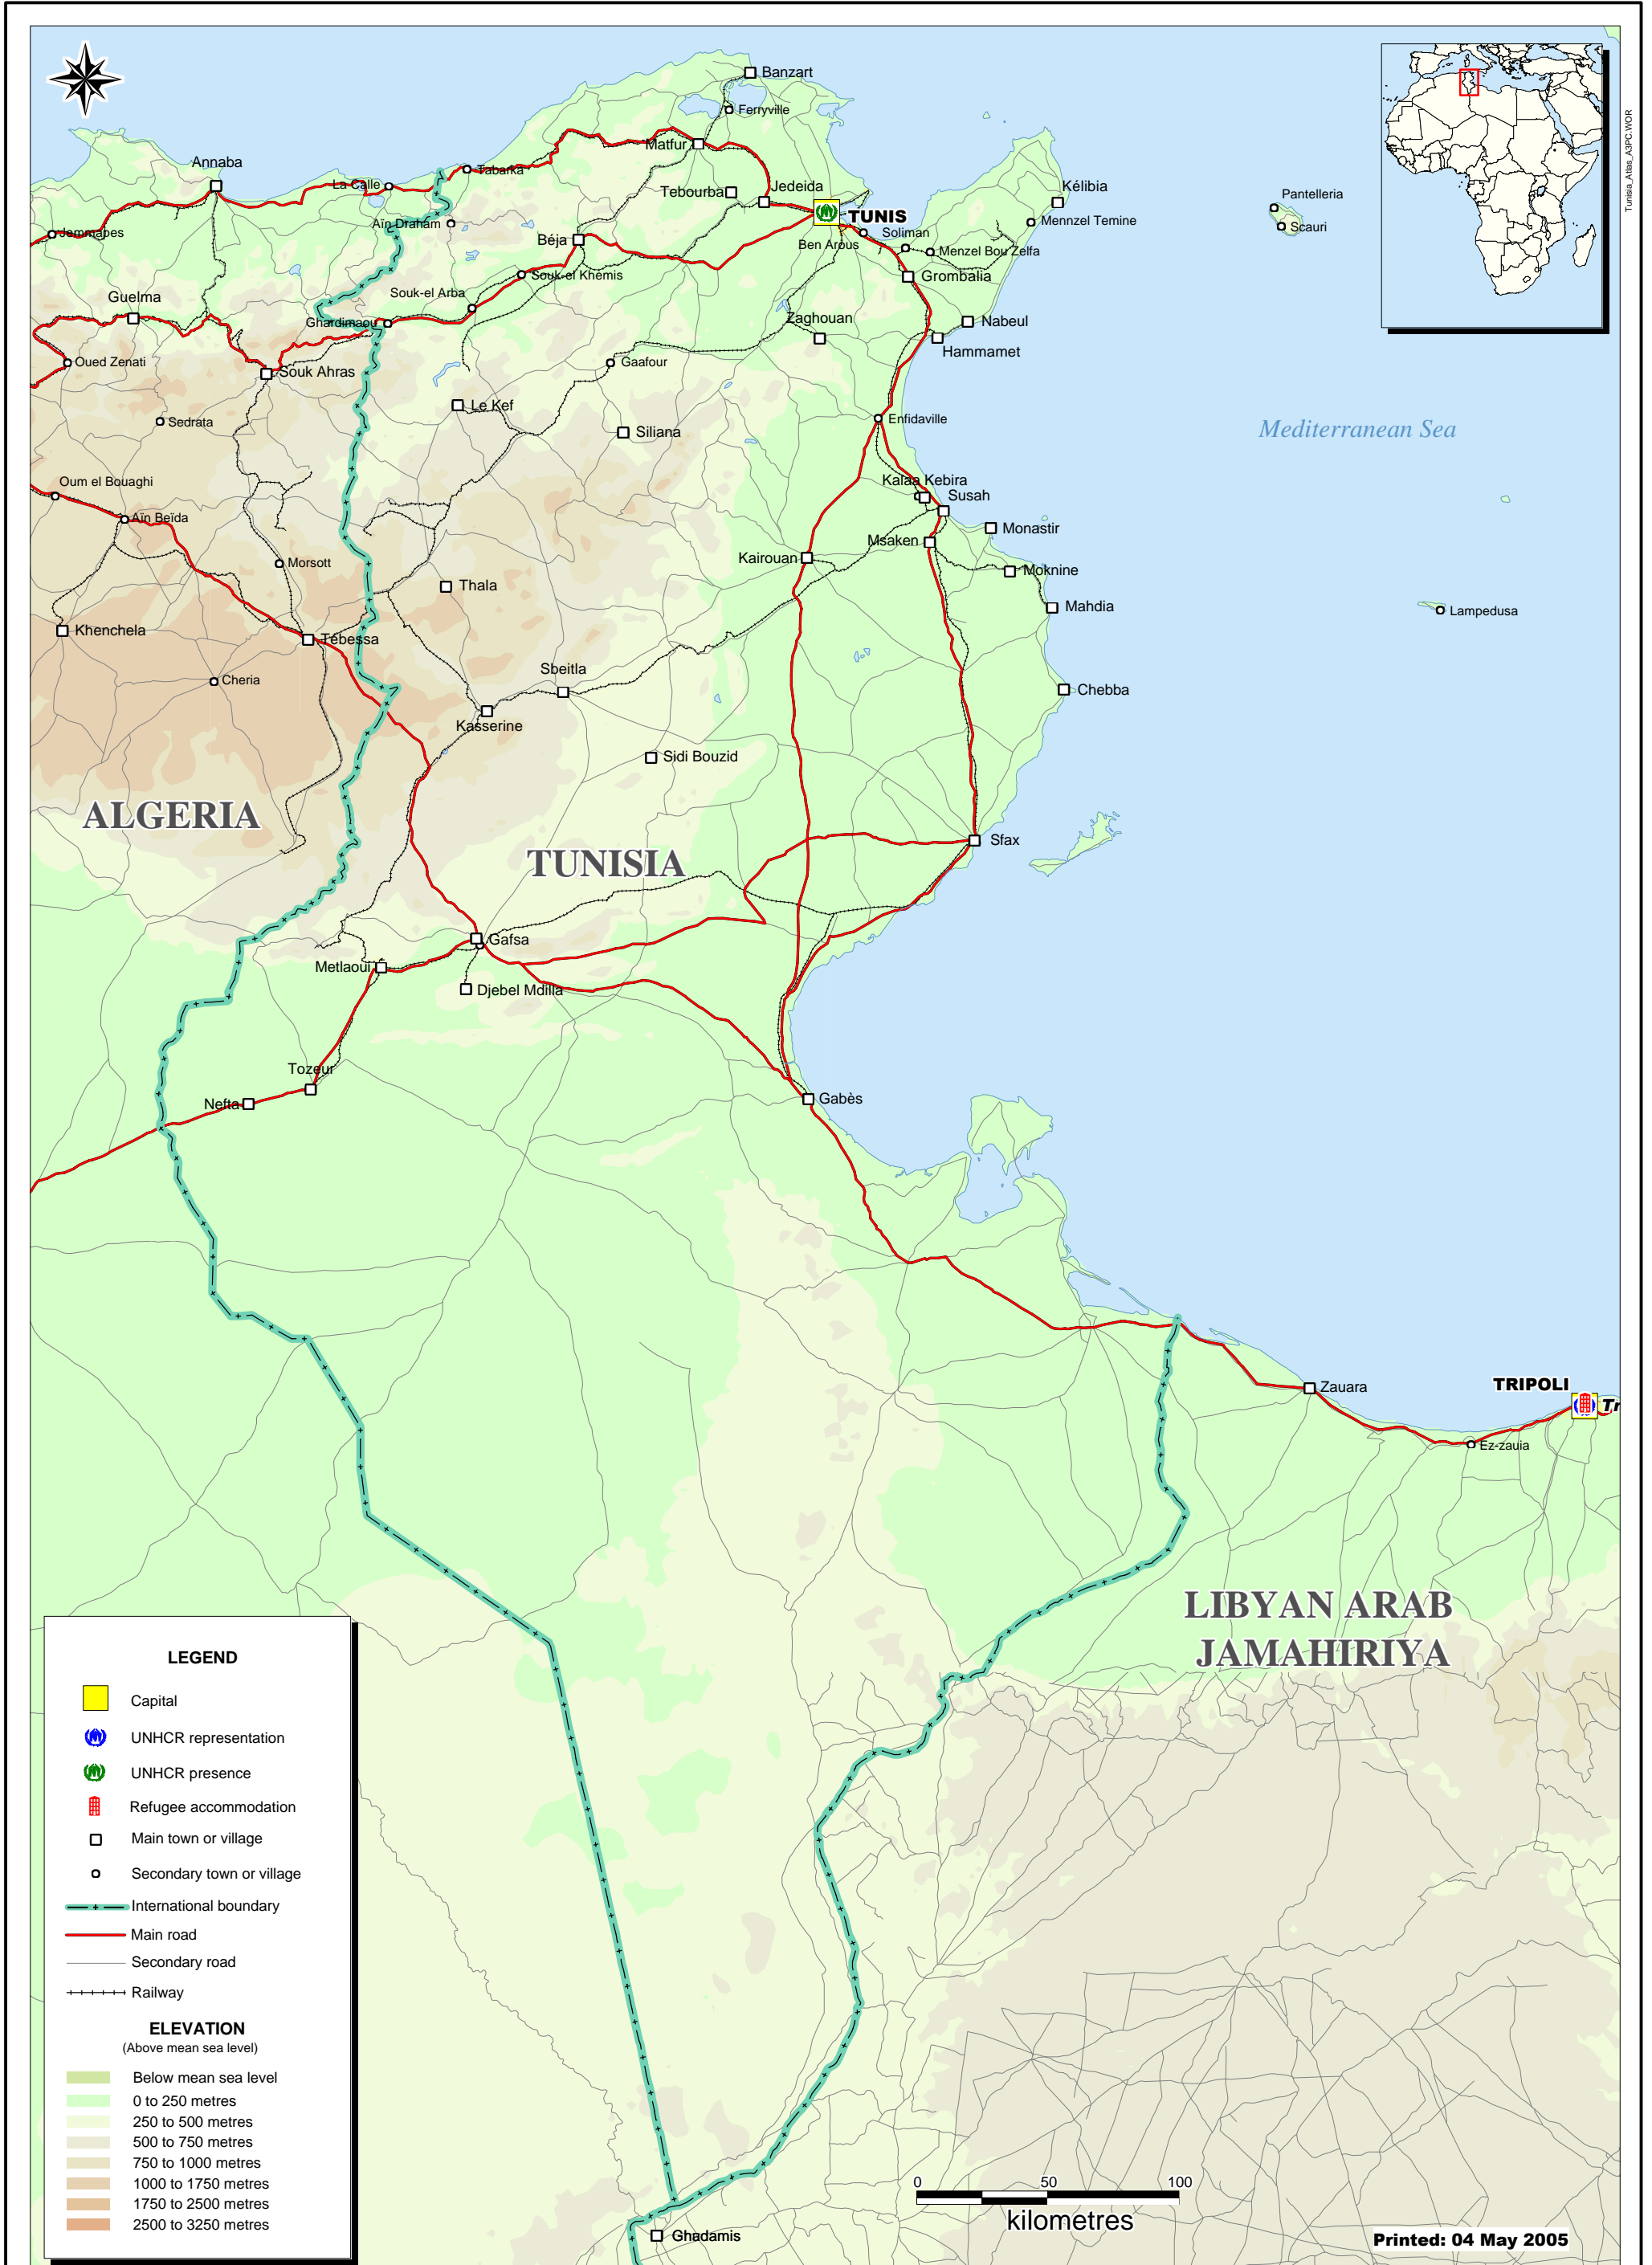 Banzart
Ferryville
Matfur
Annaba
La Calle
Tabarka
Tebourba
Jedeida
TUNIS
Kélibia
Mennzel Temine
Pantelleria
Scauri
Tunisia_Atlas_A3PC.WOR
Jemmapes
Aïn Draham
Béja
Ben Arous
Soliman
Menzel Bou Zelfa
Souk-el Khemis
Grombalia
Guelma
Souk-el Arba
Ghardimaou
Zaghouan
Nabeul
Hammamet
Oued Zenati
Souk Ahras
Gaafour
Le Kef
Sedrata
Siliana
Enfidaville
Mediterranean Sea
Oum el Bouaghi
Kalaa Kebira
Susah
Aïn Beïda
Monastir
Msaken
Morsott
Kairouan
Moknine
Thala
Mahdia
Lampedusa
Khenchela
Tébessa
Cheria
Sbeitla
Chebba
Kasserine
Sidi Bouzid
ALGERIA
TUNISIA
Sfax
Gafsa
Metlaoui
Djebel Mdilla
Tozeur
Nefta
Gabès
Zauara
TRIPOLI
Tr
Ez-zauia
LIBYAN ARAB
JAMAHIRIYA
LEGEND
Capital
UNHCR representation
UNHCR presence
Refugee accommodation
Main town or village
Secondary town or village
International boundary
Main road
Secondary road
Railway
ELEVATION
(Above mean sea level)
Below mean sea level
0 to 250 metres
250 to 500 metres
500 to 750 metres
750 to 1000 metres
1000 to 1750 metres
1750 to 2500 metres
2500 to 3250 metres
0 50 100
kilometres
Ghadamis
Printed: 04 May 2005